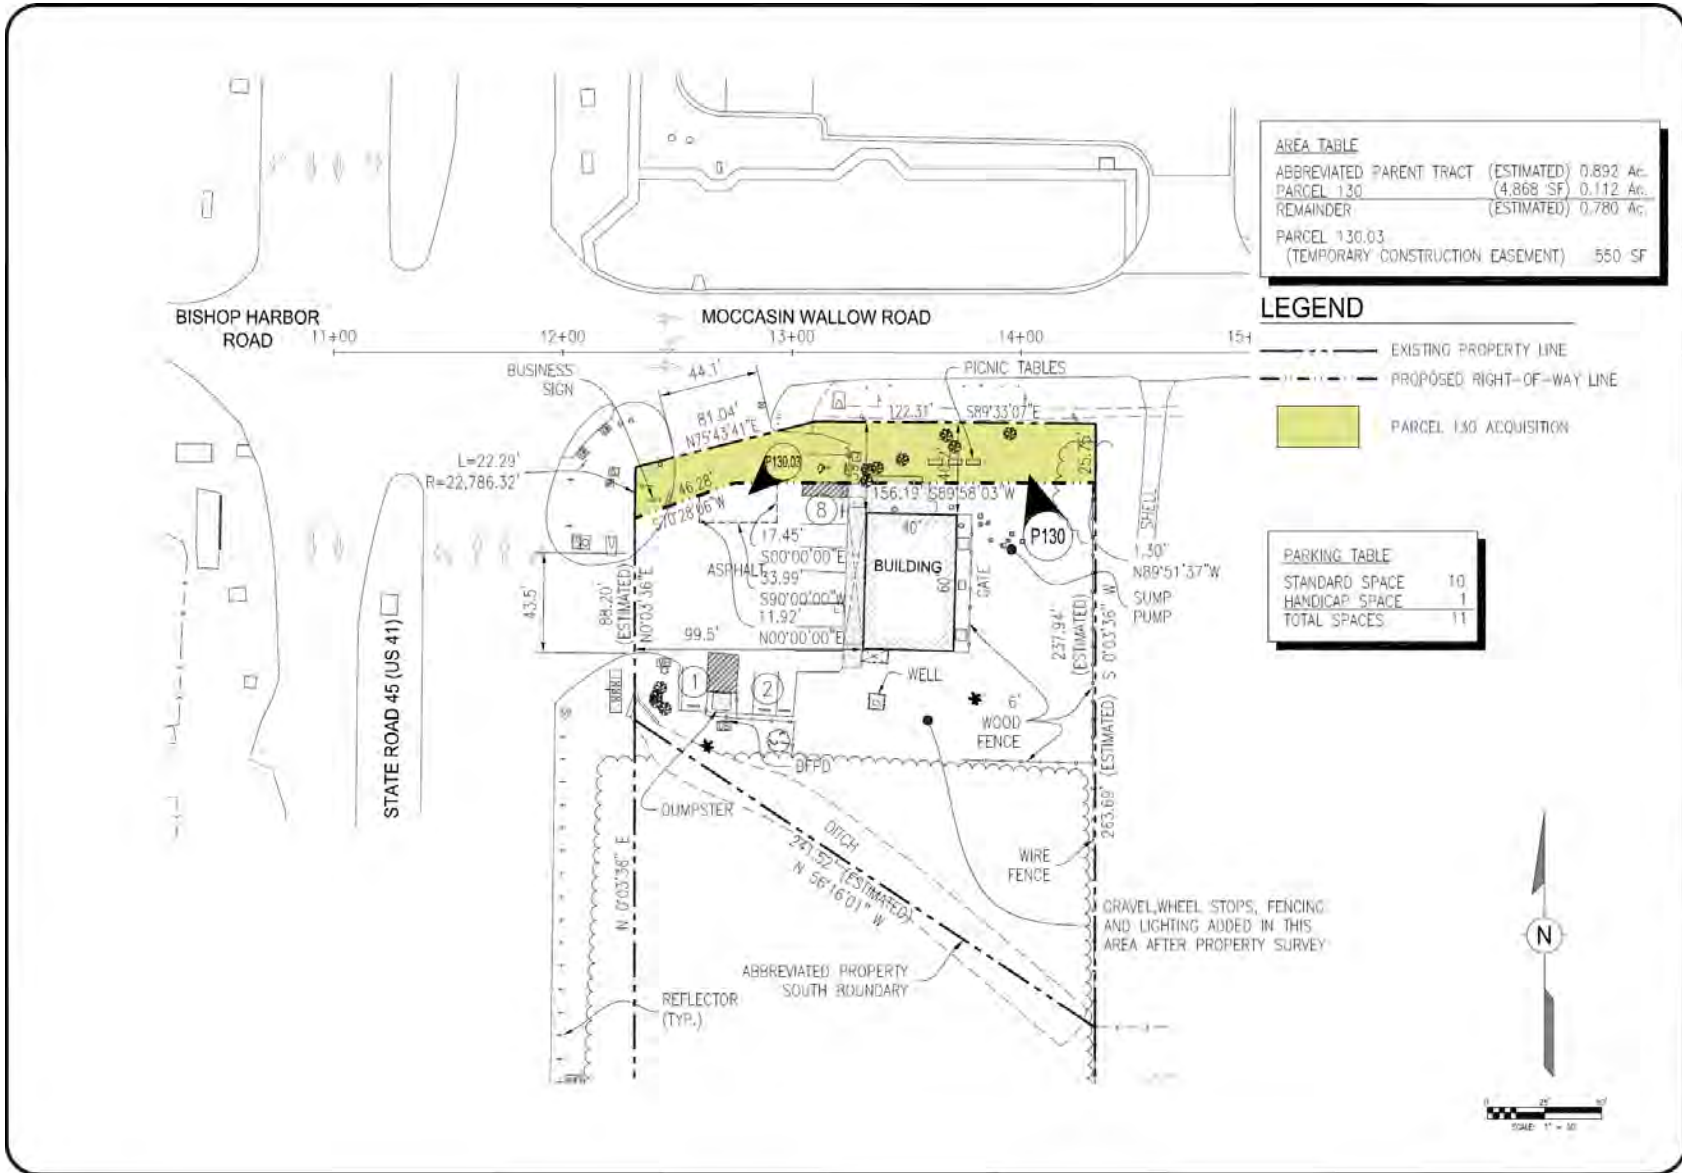 AREA TABLE
ABBREVIATED PARENT TRACT (ESTIMATED) 0.892 Ac.
PARCEL 130 (4,868 SF) 0.112 Ac.
REMAINDER (ESTIMATED) 0.780 Ac.
PARCEL 130.03
(TEMPORARY CONSTRUCTION EASEMENT) 550 SF
LEGEND
EXISTING PROPERTY LINE
PROPOSED RIGHT-OF-WAY LINE
PARCEL 130 ACQUISITION
PARKING TABLE
STANDARD SPACE 10
HANDICAP SPACE 1
TOTAL SPACES 11
BISHOP HARBOR
ROAD
MOCCASIN WALLOW ROAD
11+00
12+00
13+00
14+00
15+
BUSINESS
SIGN
44.1'
PICNIC TABLES
81.04'
N75°43'41"E
122.31'
S89°33'07"E
L=22.29'
R=22,786.32'
P130.03
46.28'
S70°28'06"W
156.19'
S89°58'03"W
25.75'
8
40'
P130
SHELL
17.45'
S00°00'00"E
ASPHALT
33.99'
S90°00'00"W
11.92'
N00°00'00"E
BUILDING
60'
GATE
1.30'
N89°51'37"W
SUMP
PUMP
43.5'
88.20'
(ESTIMATED)
N0°03'36"E
99.5'
237.94'
(ESTIMATED)
S 0°03'36" W
263.69' (ESTIMATED)
1
2
WELL
6'
WOOD
FENCE
DFPD
DUMPSTER
STATE ROAD 45 (US 41)
DITCH
241.52' (ESTIMATED)
N 56°16'01" W
N 0°03'36" E
WIRE
FENCE
GRAVEL,WHEEL STOPS, FENCING
AND LIGHTING ADDED IN THIS
AREA AFTER PROPERTY SURVEY
ABBREVIATED PROPERTY
SOUTH BOUNDARY
REFLECTOR
(TYP.)
N
0 25' 50'
SCALE: 1" = 50'